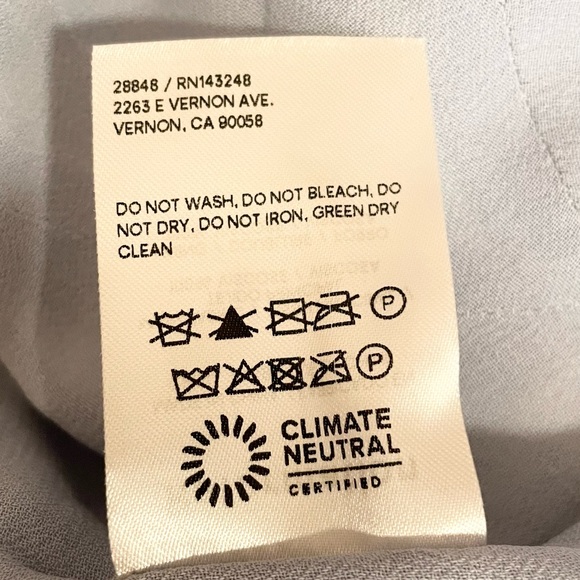 28848 / RN143248
2263 E VERNON AVE.
VERNON, CA 90058
DO NOT WASH, DO NOT BLEACH, DO
NOT DRY, DO NOT IRON, GREEN DRY
CLEAN
P
P
CLIMATE
NEUTRAL
CERTIFIED